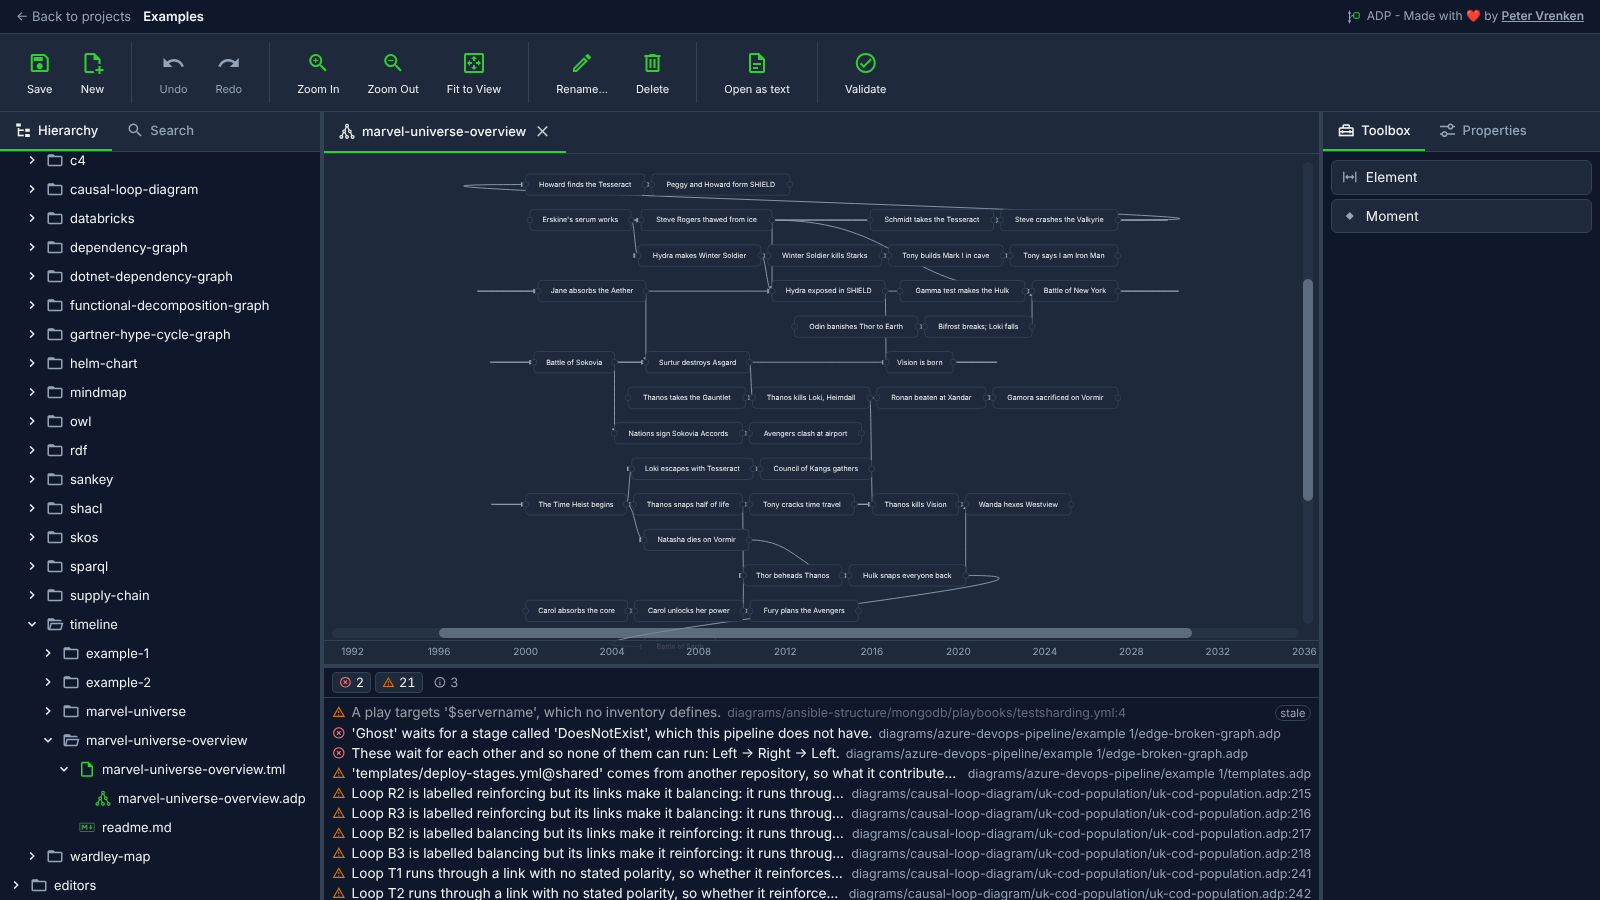 ← Back to projects Examples
ADP - Made with ❤️ by Peter Vrenken
Save New Undo Redo Zoom In Zoom Out Fit to View Rename... Delete Open as text Validate
Hierarchy Search
c4
causal-loop-diagram
databricks
dependency-graph
dotnet-dependency-graph
functional-decomposition-graph
gartner-hype-cycle-graph
helm-chart
mindmap
owl
rdf
sankey
shacl
skos
sparql
supply-chain
timeline
example-1
example-2
marvel-universe
marvel-universe-overview
marvel-universe-overview.tml
marvel-universe-overview.adp
readme.md
wardley-map
editors
marvel-universe-overview
Howard finds the Tesseract Peggy and Howard form SHIELD
Erskine's serum works Steve Rogers thawed from ice Schmidt takes the Tesseract Steve crashes the Valkyrie
Hydra makes Winter Soldier Winter Soldier kills Starks Tony builds Mark I in cave Tony says I am Iron Man
Jane absorbs the Aether Hydra exposed in SHIELD Gamma test makes the Hulk Battle of New York
Odin banishes Thor to Earth Bifrost breaks; Loki falls
Battle of Sokovia Surtur destroys Asgard Vision is born
Thanos takes the Gauntlet Thanos kills Loki, Heimdall Ronan beaten at Xandar Gamora sacrificed on Vormir
Nations sign Sokovia Accords Avengers clash at airport
Loki escapes with Tesseract Council of Kangs gathers
The Time Heist begins Thanos snaps half of life Tony cracks time travel Thanos kills Vision Wanda hexes Westview
Natasha dies on Vormir
Thor beheads Thanos Hulk snaps everyone back
Carol absorbs the core Carol unlocks her power Fury plans the Avengers
1992 1996 2000 2004 2008 2012 2016 2020 2024 2028 2032 2036
2 21 3
A play targets '$servername', which no inventory defines. diagrams/ansible-structure/mongodb/playbooks/testsharding.yml:4 stale
'Ghost' waits for a stage called 'DoesNotExist', which this pipeline does not have. diagrams/azure-devops-pipeline/example 1/edge-broken-graph.adp
These wait for each other and so none of them can run: Left → Right → Left. diagrams/azure-devops-pipeline/example 1/edge-broken-graph.adp
'templates/deploy-stages.yml@shared' comes from another repository, so what it contribute... diagrams/azure-devops-pipeline/example 1/templates.adp
Loop R2 is labelled reinforcing but its links make it balancing: it runs throug... diagrams/causal-loop-diagram/uk-cod-population/uk-cod-population.adp:215
Loop R3 is labelled reinforcing but its links make it balancing: it runs throug... diagrams/causal-loop-diagram/uk-cod-population/uk-cod-population.adp:216
Loop B2 is labelled balancing but its links make it reinforcing: it runs throug... diagrams/causal-loop-diagram/uk-cod-population/uk-cod-population.adp:217
Loop B3 is labelled balancing but its links make it reinforcing: it runs throug... diagrams/causal-loop-diagram/uk-cod-population/uk-cod-population.adp:218
Loop T1 runs through a link with no stated polarity, so whether it reinforces... diagrams/causal-loop-diagram/uk-cod-population/uk-cod-population.adp:241
Loop T2 runs through a link with no stated polarity, so whether it reinforce... diagrams/causal-loop-diagram/uk-cod-population/uk-cod-population.adp:242
Toolbox Properties
Element
Moment